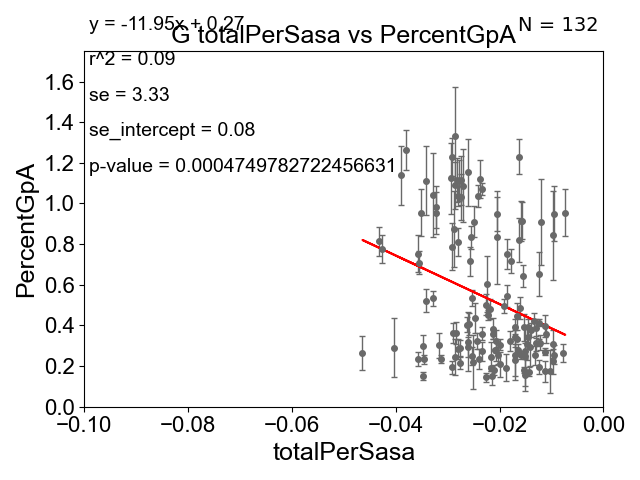 y = -11.95x + 0.27
N = 132
G totalPerSasa vs PercentGpA
r^2 = 0.09
se = 3.33
se_intercept = 0.08
p-value = 0.0004749782722456631
PercentGpA
1.6
1.4
1.2
1.0
0.8
0.6
0.4
0.2
0.0
−0.10
−0.08
−0.06
−0.04
−0.02
0.00
totalPerSasa